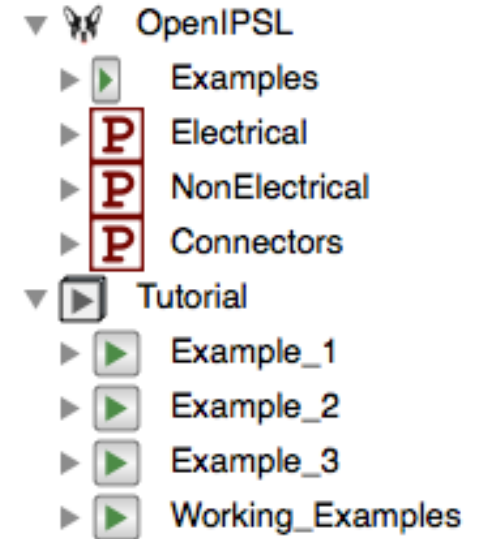 OpenIPSL
Examples
P Electrical
P NonElectrical
P Connectors
Tutorial
Example_1
Example_2
Example_3
Working_Examples